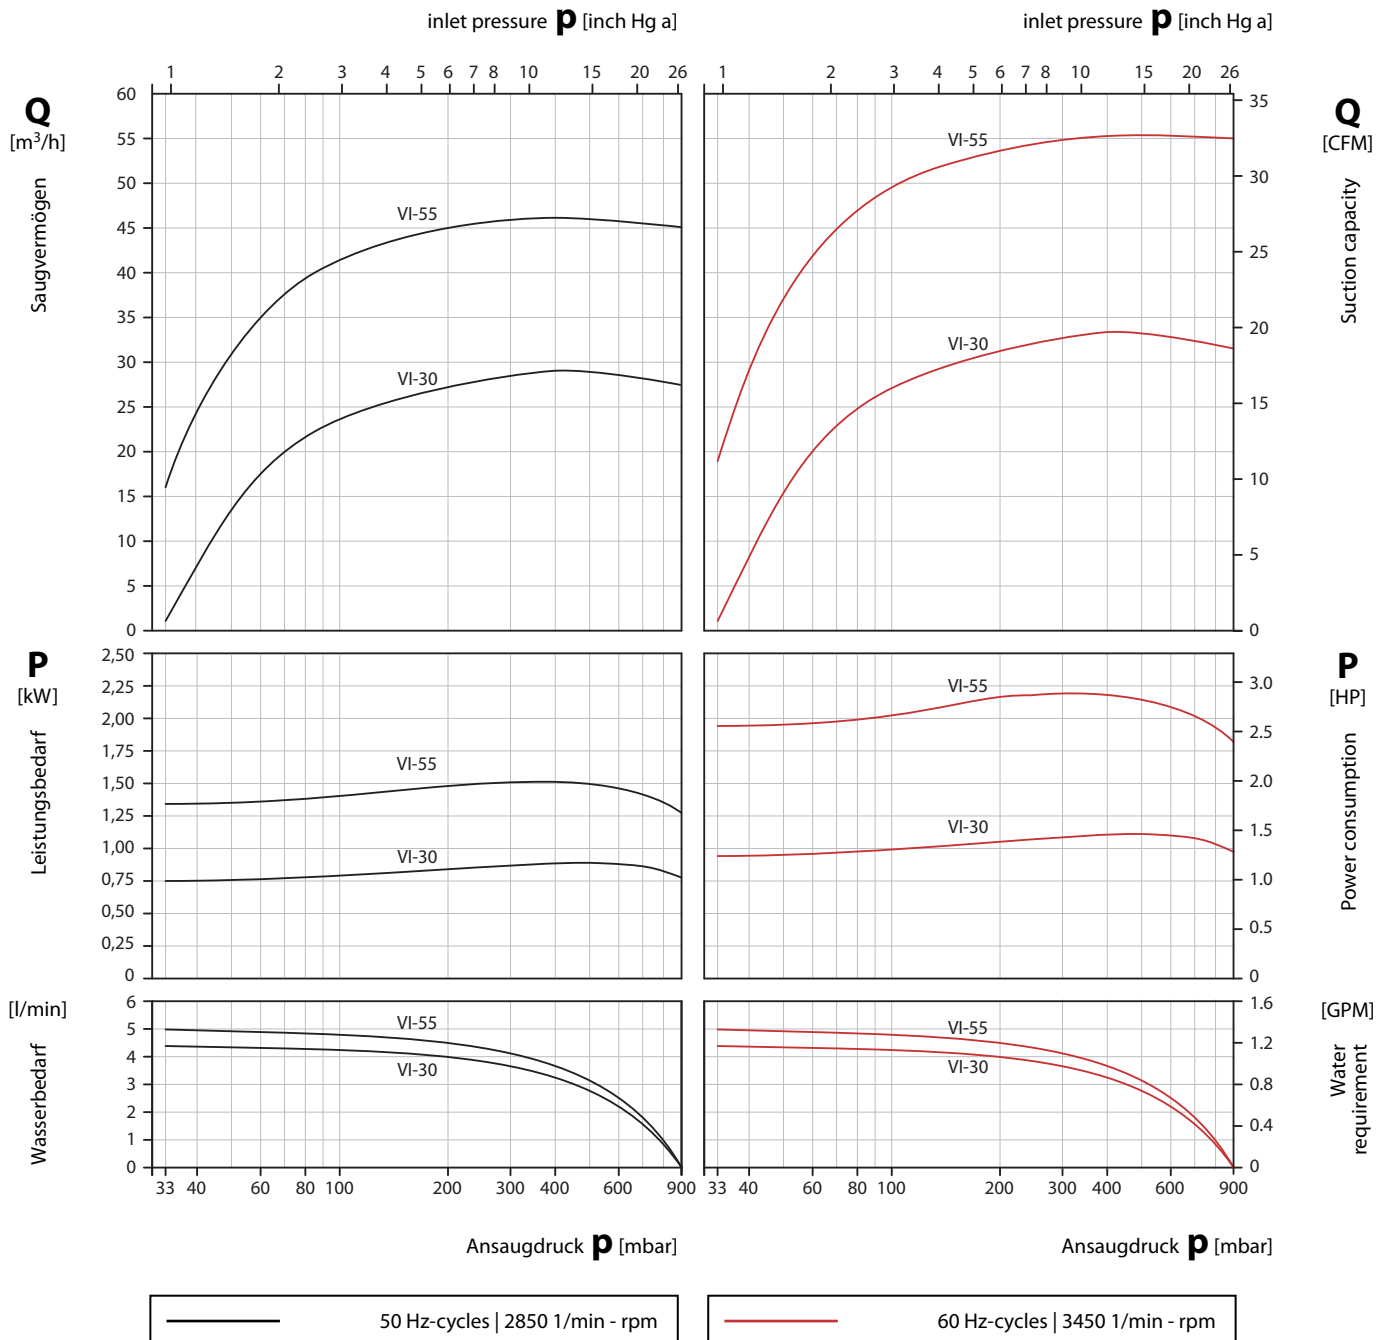 inlet pressure p [inch Hg a] inlet pressure p [inch Hg a]
1 2 3 4 5 6 7 8 10 15 20 26 1 2 3 4 5 6 7 8 10 15 20 26
Q
[m³/h]
Saugvermögen
60
55
50
45
40
35
30
25
20
15
10
5
0
VI-55
VI-30
VI-55
VI-30
35
30
25
20
15
10
5
0
Q
[CFM]
Suction capacity
P
[kW]
Leistungsbedarf
2,50
2,25
2,00
1,75
1,50
1,25
1,00
0,75
0,50
0,25
0
VI-55
VI-30
VI-55
VI-30
3.0
2.5
2.0
1.5
1.0
0.5
0
P
[HP]
Power consumption
[l/min]
Wasserbedarf
6
5
4
3
2
1
0
VI-55
VI-30
VI-55
VI-30
1.6
1.2
0.8
0.4
0
[GPM]
Water
requirement
33 40 60 80 100 200 300 400 600 900 33 40 60 80 100 200 300 400 600 900
Ansaugdruck p [mbar] Ansaugdruck p [mbar]
50 Hz-cycles | 2850 1/min - rpm
60 Hz-cycles | 3450 1/min - rpm